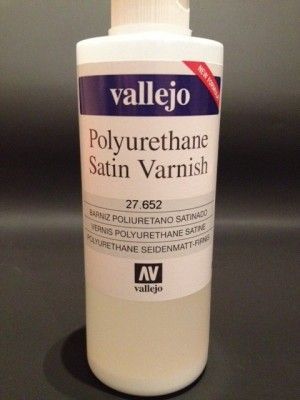 NEW FORMULA
vallejo
Polyurethane
Satin Varnish
27.652
BARNIZ POLIURETANO SATINADO
VERNIS POLYURETHANE SATINE
POLYURETHANE SEIDENMATT-FIRNIS
AV
vallejo